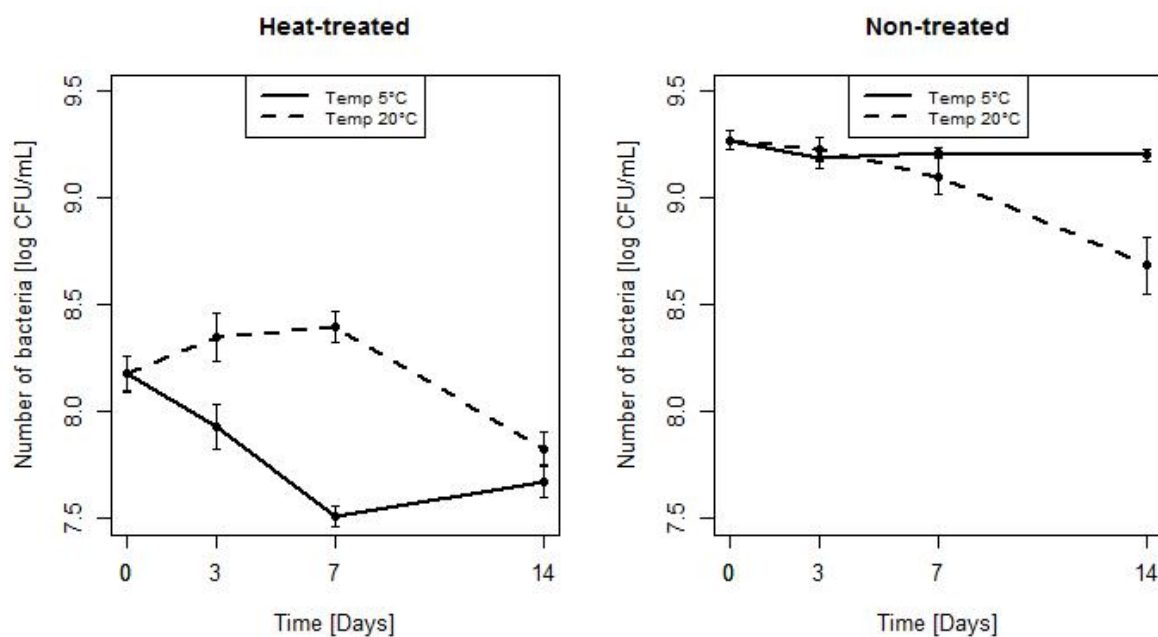 Heat-treated
Temp 5°C
Temp 20°C
Number of bacteria [log CFU/mL]
9.5
9.0
8.5
8.0
7.5
0 3 7 14
Time [Days]
Non-treated
Temp 5°C
Temp 20°C
Number of bacteria [log CFU/mL]
9.5
9.0
8.5
8.0
7.5
0 3 7 14
Time [Days]